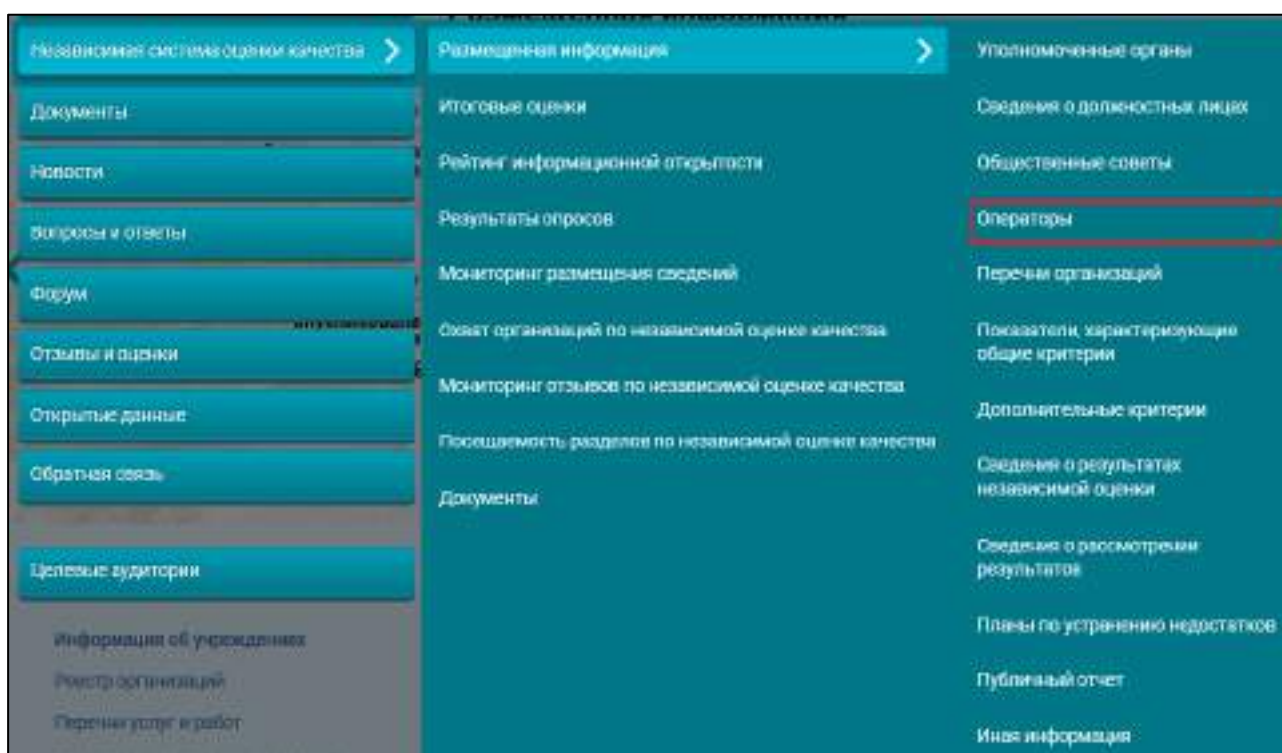 Независимая система оценки качества
Документы
Новости
Вопросы и ответы
Форум
Отзывы и оценки
Открытые данные
Обратная связь
Целевые аудитории
Информация об учреждениях
Реестр организаций
Перечни услуг и работ
Размещенная информация
Итоговые оценки
Рейтинг информационной открытости
Результаты опросов
Мониторинг размещения сведений
Охват организаций по независимой оценке качества
Мониторинг отзывов по независимой оценке качества
Посещаемость разделов по независимой оценке качества
Документы
Уполномоченные органы
Сведения о должностных лицах
Общественные советы
Операторы
Перечни организаций
Показатели, характеризующие
общие критерии
Дополнительные критерии
Сведения о результатах
независимой оценки
Сведения о рассмотрении
результатов
Планы по устранению недостатков
Публичный отчет
Иная информация